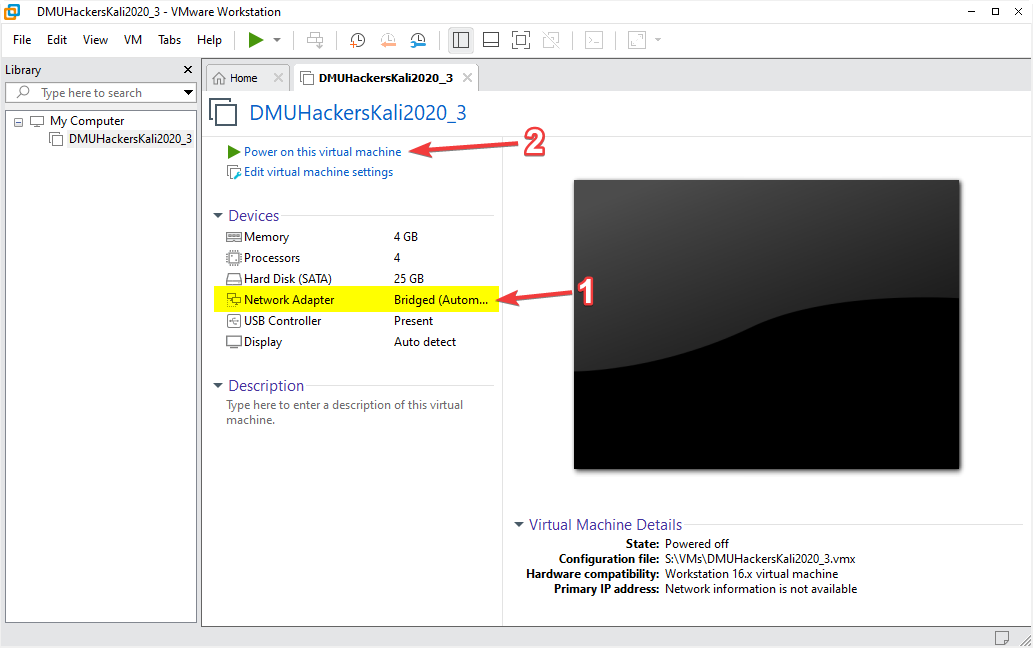 DMUHackersKali2020_3 - VMware Workstation
File Edit View VM Tabs Help
Library
Type here to search
My Computer
DMUHackersKali2020_3
Home
DMUHackersKali2020_3
DMUHackersKali2020_3
Power on this virtual machine
2
Edit virtual machine settings
Devices
Memory 4 GB
Processors 4
Hard Disk (SATA) 25 GB
Network Adapter Bridged (Autom...
1
USB Controller Present
Display Auto detect
Description
Type here to enter a description of this virtual
machine.
Virtual Machine Details
State: Powered off
Configuration file: S:\VMs\DMUHackersKali2020_3.vmx
Hardware compatibility: Workstation 16.x virtual machine
Primary IP address: Network information is not available